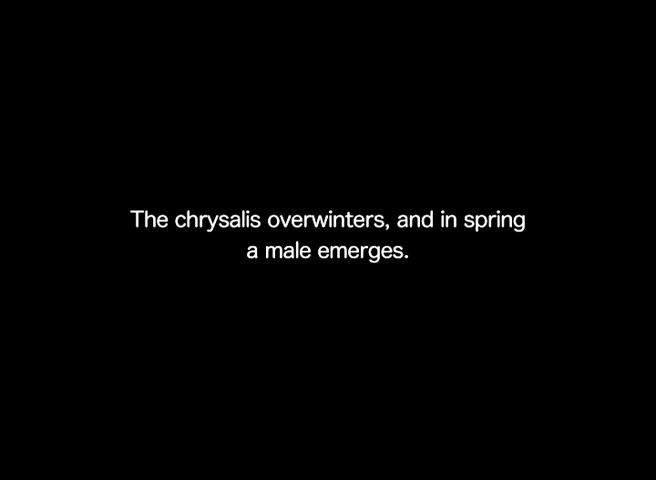 The chrysalis overwinters, and in spring
a male emerges.